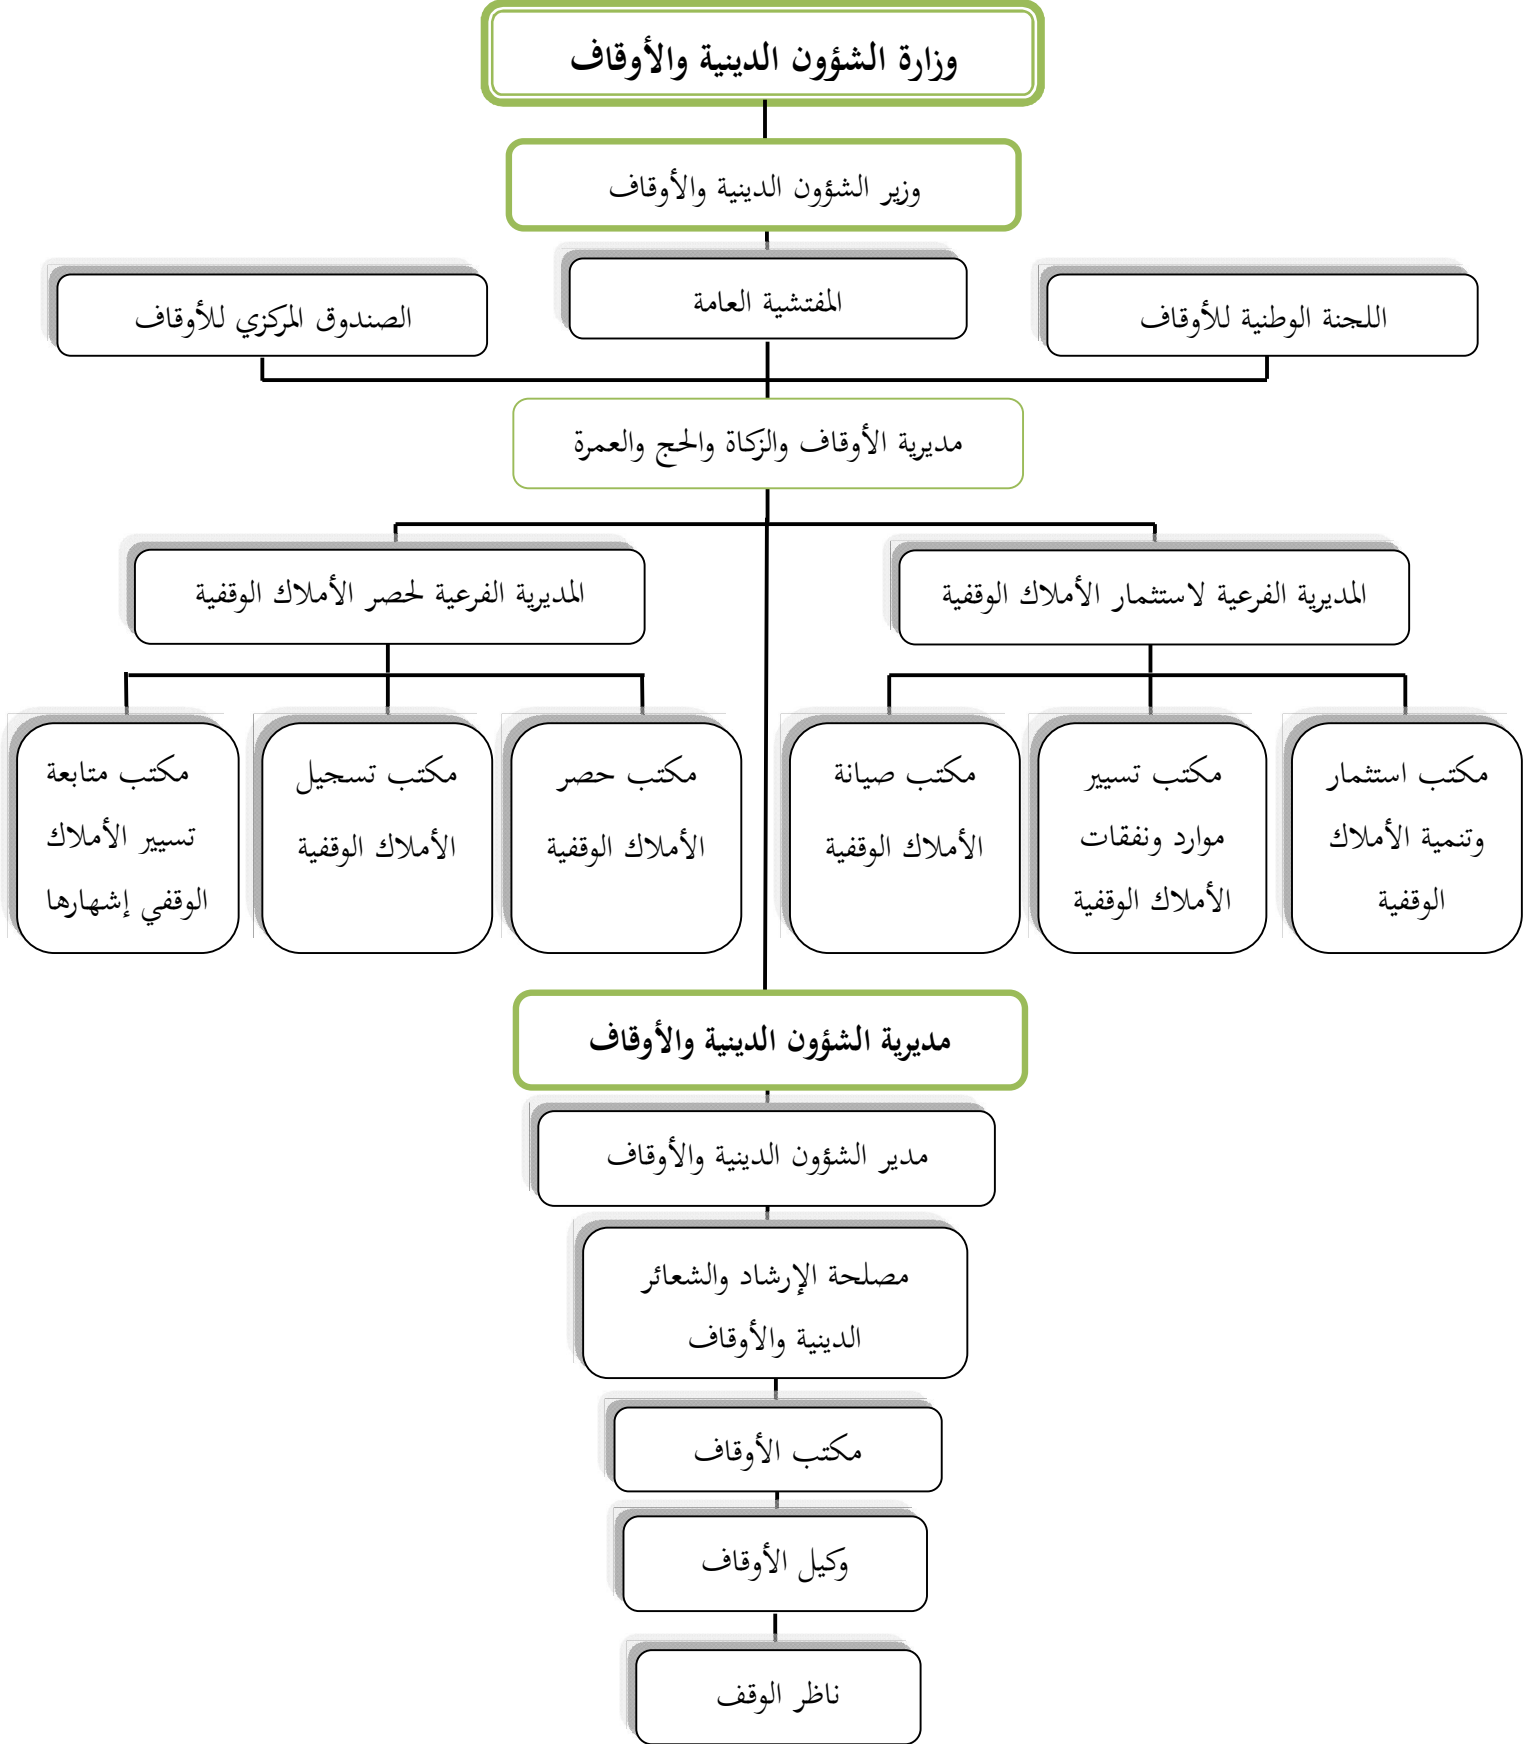 وزارة الشؤون الدينية والأوقاف
وزير الشؤون الدينية والأوقاف
اللجنة الوطنية للأوقاف
المفتشية العامة
الصندوق المركزي للأوقاف
مديرية الأوقاف والزكاة والحج والعمرة
المديرية الفرعية لاستثمار الأملاك الوقفية
المديرية الفرعية لحصر الأملاك الوقفية
مكتب استثمار
وتنمية الأملاك
الوقفية
مكتب تسيير
موارد ونفقات
الأملاك الوقفية
مكتب صيانة
الأملاك الوقفية
مكتب حصر
الأملاك الوقفية
مكتب تسجيل
الأملاك الوقفية
مكتب متابعة
تسيير الأملاك
الوقفي إشهارها
مديرية الشؤون الدينية والأوقاف
مدير الشؤون الدينية والأوقاف
مصلحة الإرشاد والشعائر
الدينية والأوقاف
مكتب الأوقاف
وكيل الأوقاف
ناظر الوقف